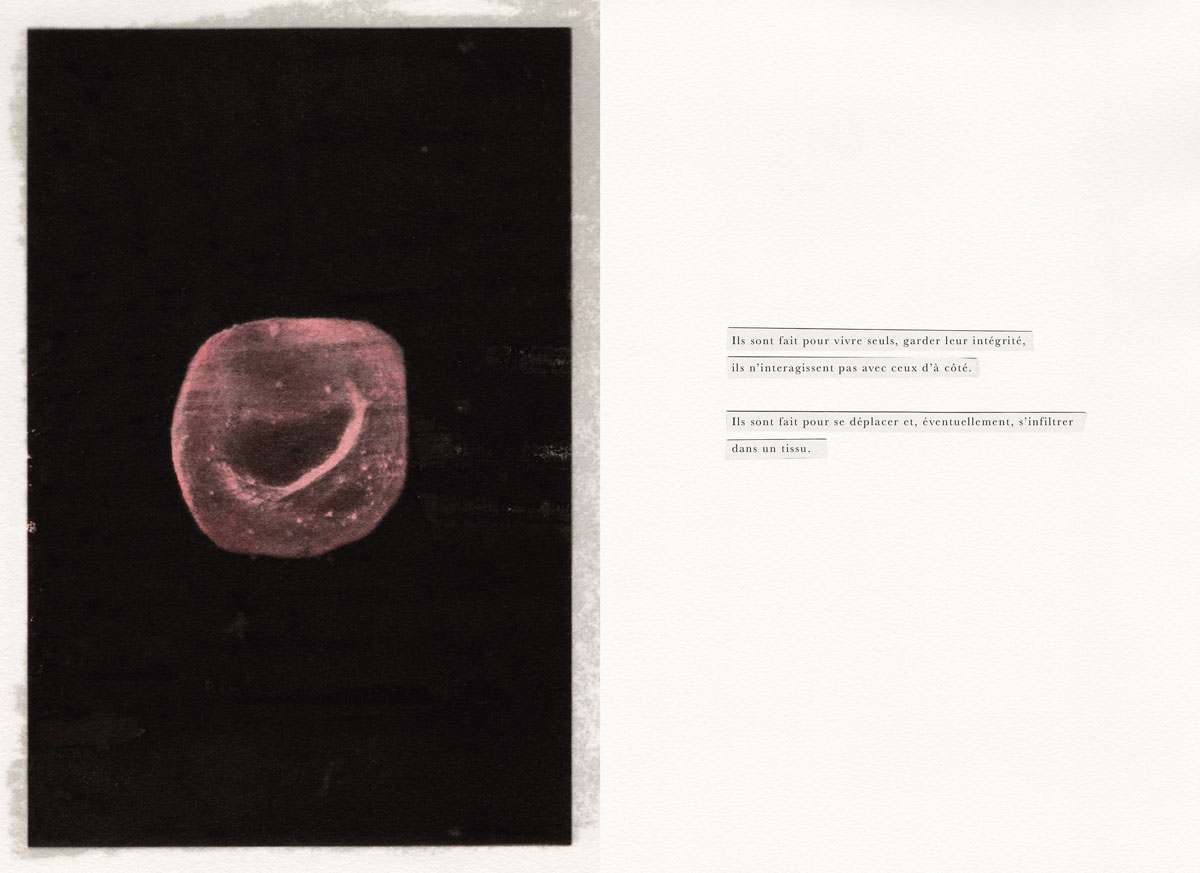 Ils sont fait pour vivre seuls, garder leur intégrité,
ils n’interagissent pas avec ceux d’à côté.
Ils sont fait pour se déplacer et, éventuellement, s’infiltrer
dans un tissu.